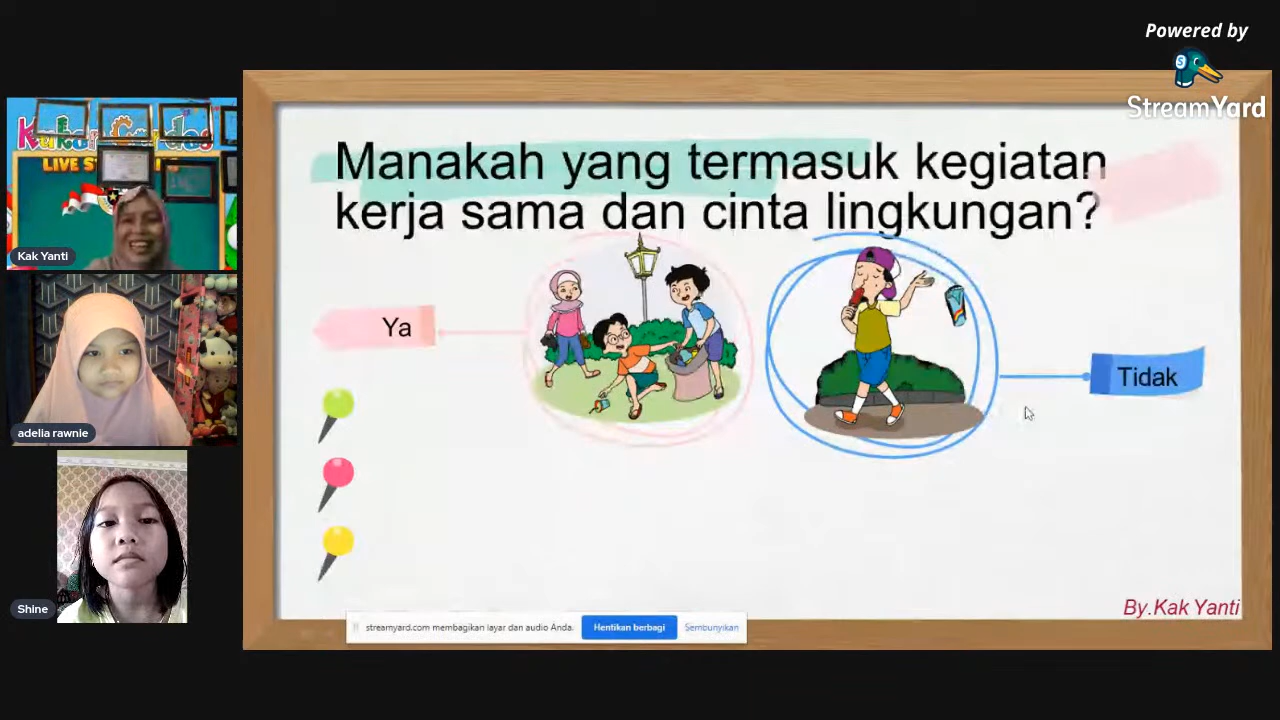 Powered by
StreamYard
LIVE
Kak Yanti
adelia rawnie
Shine
Manakah yang termasuk kegiatan
kerja sama dan cinta lingkungan?
Ya
Tidak
By.Kak Yanti
streamyard.com membagikan layar dan audio Anda.
Hentikan berbagi
Sembunyikan